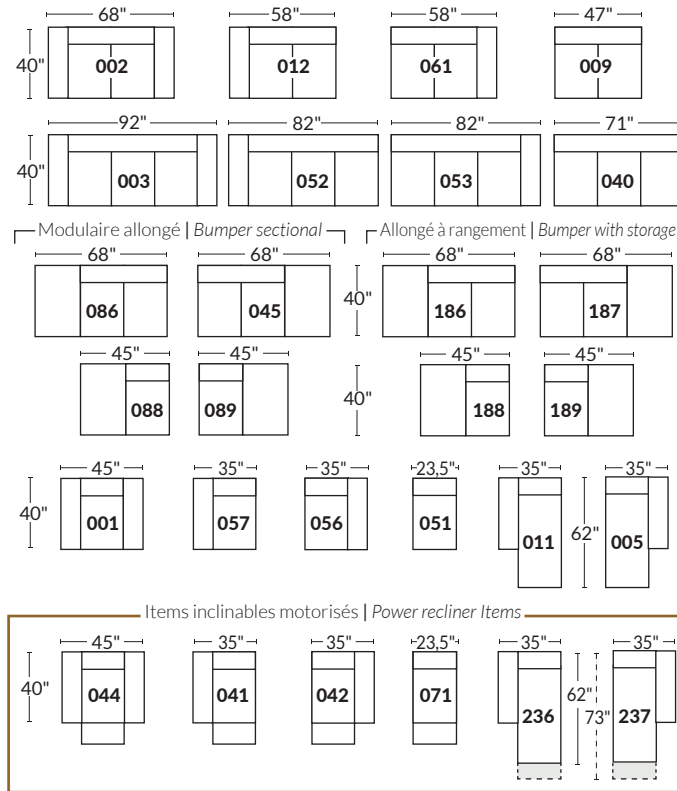 68" 58" 58" 47"
40" 002 012 061 009
92" 82" 82" 71"
40" 003 052 053 040
Modulaire allongé | Bumper sectional Allongé à rangement | Bumper with storage
68" 68" 68" 68"
086 045 40" 186 187
45" 45" 45" 45"
088 089 40" 188 189
45" 35" 35" 23,5" 35" 35"
40" 001 057 056 051 011 62" 005
Items inclinables motorisés | Power recliner Items
45" 35" 35" 23,5" 35" 35"
40" 044 041 042 071 236 62" 73" 237